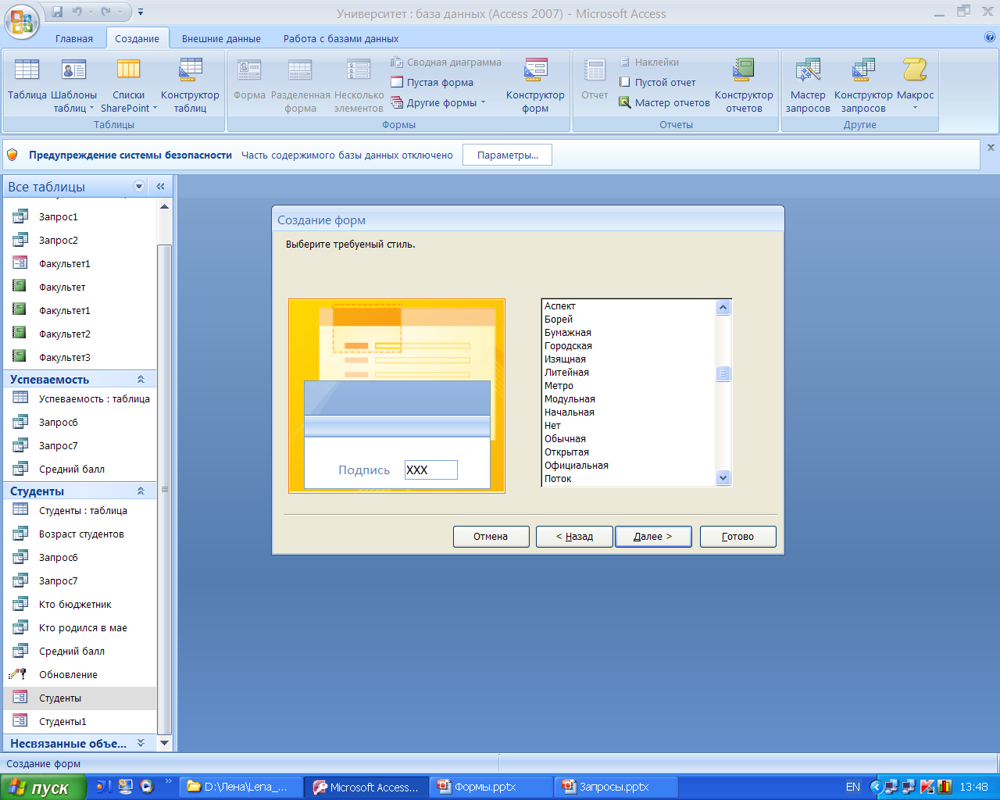 Университет : база данных (Access 2007) - Microsoft Access
Главная Создание Внешние данные Работа с базами данных
Таблица Шаблоны таблиц Списки SharePoint Конструктор таблиц
Таблицы
Форма Разделенная форма Несколько элементов
Сводная диаграмма
Пустая форма
Другие формы
Конструктор форм
Формы
Отчет
Наклейки
Пустой отчет
Мастер отчетов
Конструктор отчетов
Отчеты
Мастер запросов Конструктор запросов Макрос
Другие
Предупреждение системы безопасности Часть содержимого базы данных отключено Параметры...
Все таблицы
Запрос1
Запрос2
Факультет1
Факультет
Факультет1
Факультет2
Факультет3
Успеваемость
Успеваемость : таблица
Запрос6
Запрос7
Средний балл
Студенты
Студенты : таблица
Возраст студентов
Запрос6
Запрос7
Кто бюджетник
Кто родился в мае
Средний балл
Обновление
Студенты
Студенты1
Несвязанные объе...
Создание форм
Выберите требуемый стиль.
Подпись XXX
Аспект
Борей
Бумажная
Городская
Изящная
Литейная
Метро
Модульная
Начальная
Нет
Обычная
Открытая
Официальная
Поток
Отмена < Назад Далее > Готово
Создание форм
пуск D:\Лена\Lena_... Microsoft Access... Формы.pptx Запросы.pptx EN 13:48